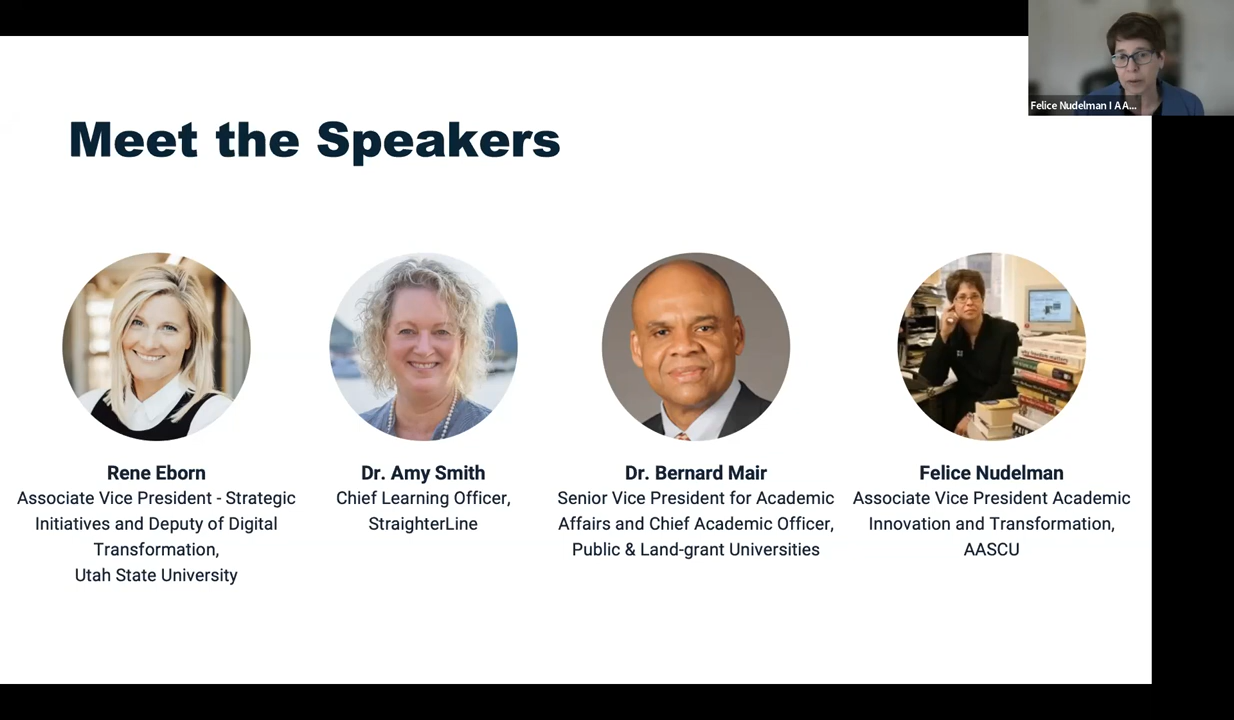 Felice Nudelman I AA...
Meet the Speakers
Rene Eborn
Associate Vice President - Strategic
Initiatives and Deputy of Digital
Transformation,
Utah State University
Dr. Amy Smith
Chief Learning Officer,
StraighterLine
Dr. Bernard Mair
Senior Vice President for Academic
Affairs and Chief Academic Officer,
Public & Land-grant Universities
Felice Nudelman
Associate Vice President Academic
Innovation and Transformation,
AASCU